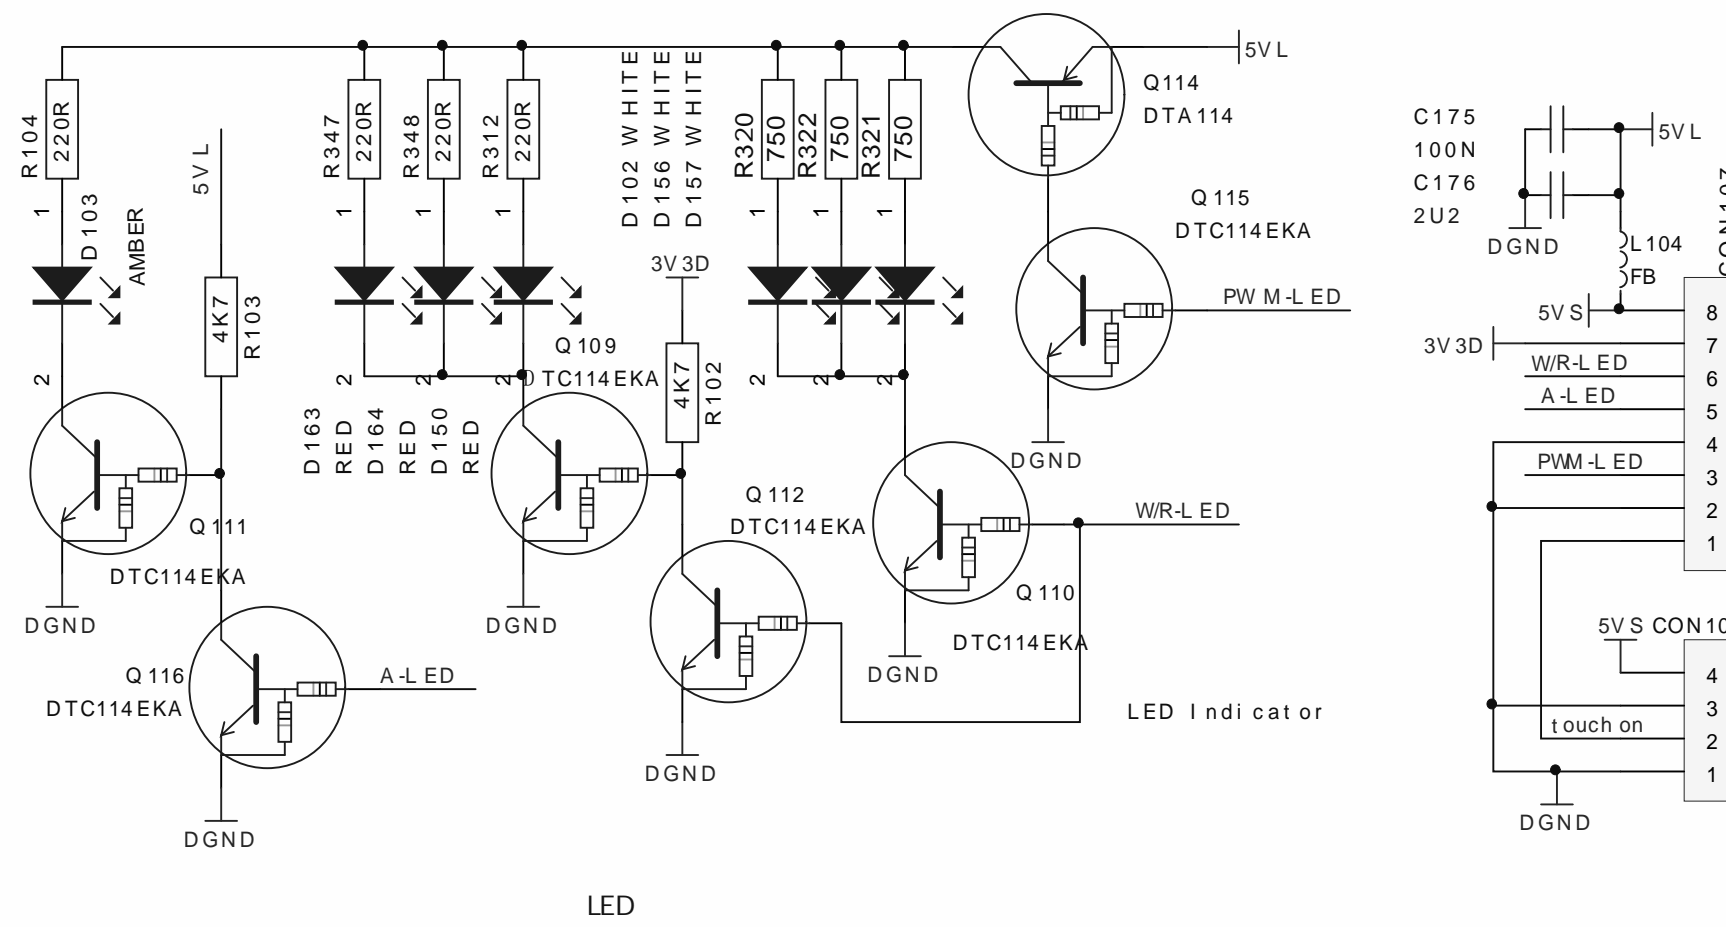 R104
220R
1
D103
AMBER
2
5VL
4K7
R103
R347
220R
1
R348
220R
R312
220R
1
D102 WHITE
D156 WHITE
D157 WHITE
R320
750
R322
750
R321
750
1
1
1
5VL
Q114
DTA114
Q115
DTC114EKA
PWM-LED
DGND
3V3D
4K7
R102
Q109
DTC114EKA
2
2
2
D163
RED
D164
RED
D150
RED
2
2
2
Q111
DTC114EKA
DGND
DGND
Q112
DTC114EKA
W/R-LED
Q110
DTC114EKA
DGND
Q116
DTC114EKA
A-LED
DGND
DGND
LED Indicator
LED
C175
100N
C176
2U2
5VL
DGND
L104
FB
5VS
3V3D
W/R-LED
A-LED
PWM-LED
8
7
6
5
4
3
2
1
5VS
touch on
4
3
2
1
DGND